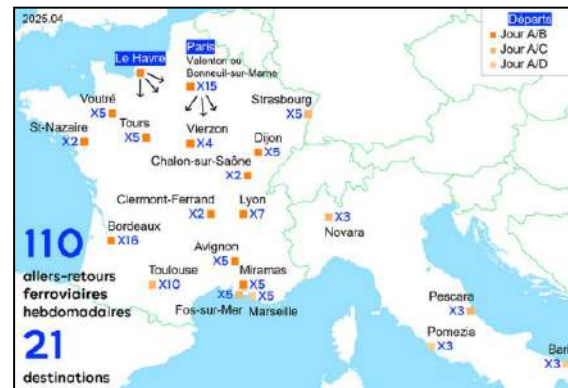 2025.04
Départs
Jour A/B
Jour A/C
Jour A/D
Le Havre
Paris
Valenton ou
Bonneuil-sur-Marne
X15
Voutré
X5
Strasbourg
X5
St-Nazaire
X2
Tours
X5
Vierzon
X4
Dijon
X5
Chalon-sur-Saône
X2
Clermont-Ferrand
X2
Lyon
X7
X3
Novara
Bordeaux
X16
110
allers-retours
ferroviaires
hebdomadaires
21
destinations
Avignon
X5
Toulouse
X10
Miramas
X5
X5
Fos-sur-Mer
X5
Marseille
Pescara
X3
Pomezia
X3
Bari
X3